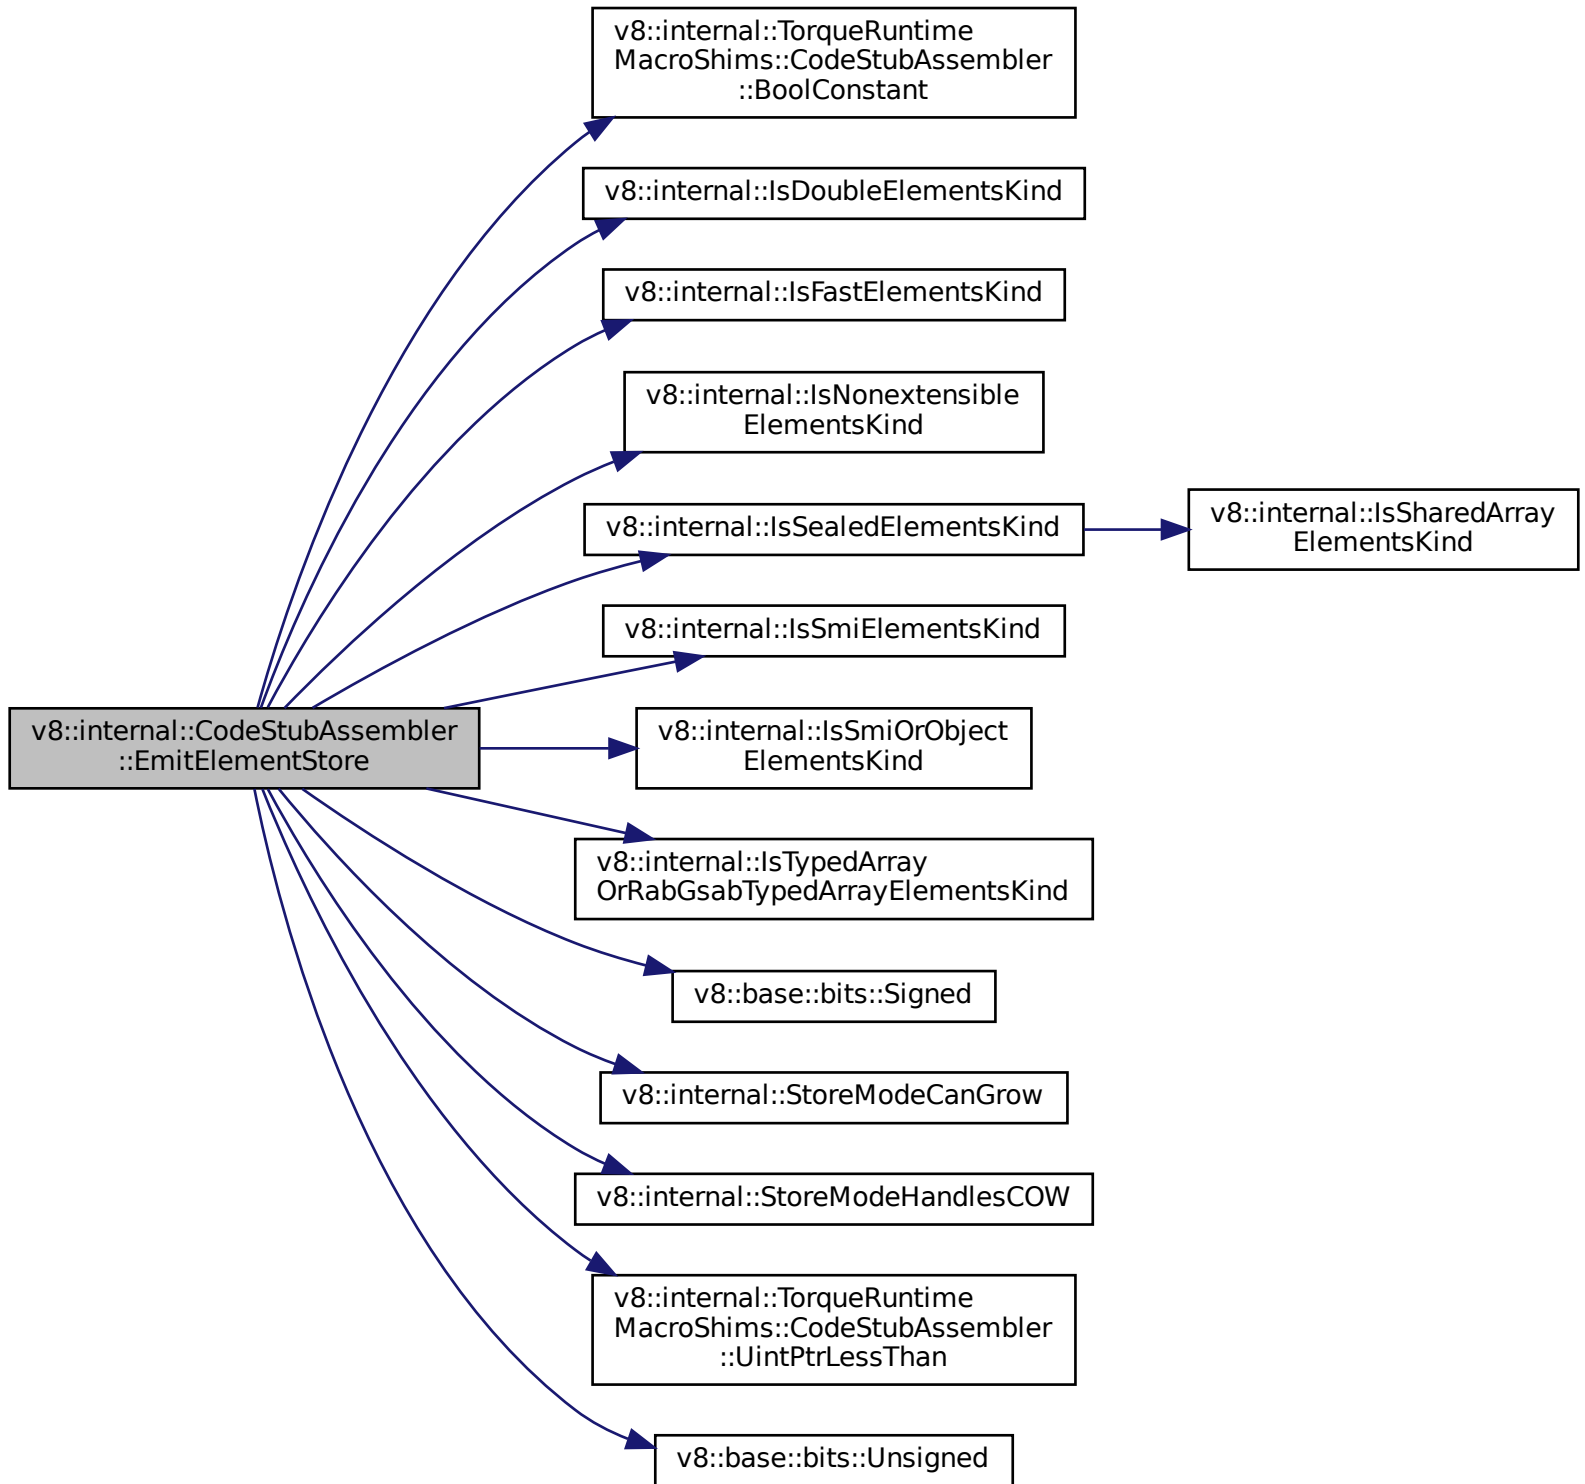 v8::internal::TorqueRuntime
MacroShims::CodeStubAssembler
::BoolConstant
v8::internal::IsDoubleElementsKind
v8::internal::IsFastElementsKind
v8::internal::IsNonextensible
ElementsKind
v8::internal::IsSealedElementsKind
v8::internal::IsSharedArray
ElementsKind
v8::internal::IsSmiElementsKind
v8::internal::CodeStubAssembler
::EmitElementStore
v8::internal::IsSmiOrObject
ElementsKind
v8::internal::IsTypedArray
OrRabGsabTypedArrayElementsKind
v8::base::bits::Signed
v8::internal::StoreModeCanGrow
v8::internal::StoreModeHandlesCOW
v8::internal::TorqueRuntime
MacroShims::CodeStubAssembler
::UintPtrLessThan
v8::base::bits::Unsigned